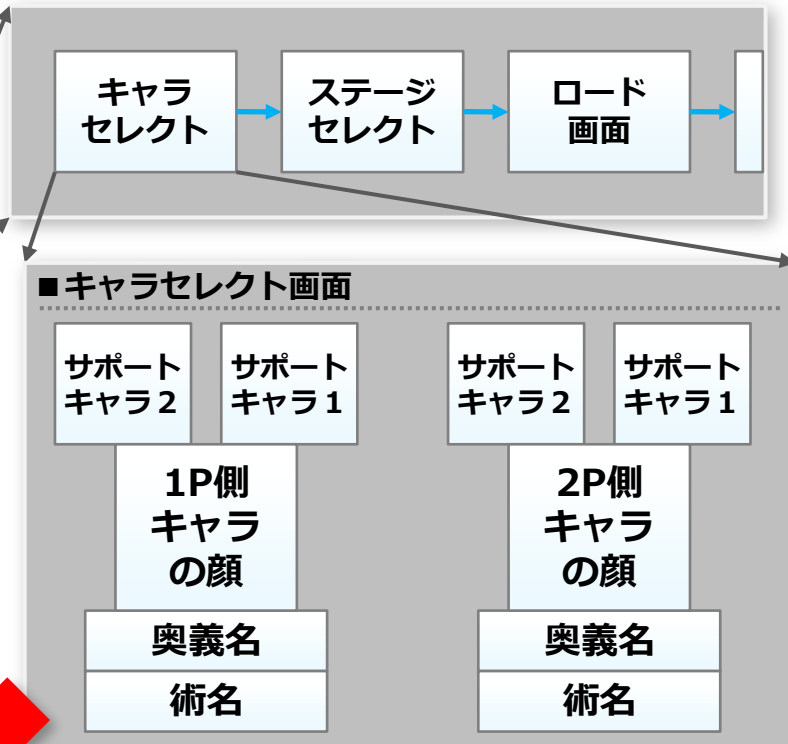 キャラ
セレクト
ステージ
セレクト
ロード
画面
■キャラセレクト画面
サポート
キャラ２
サポート
キャラ１
サポート
キャラ２
サポート
キャラ１
1P側
キャラ
の顔
2P側
キャラ
の顔
奥義名
術名
奥義名
術名